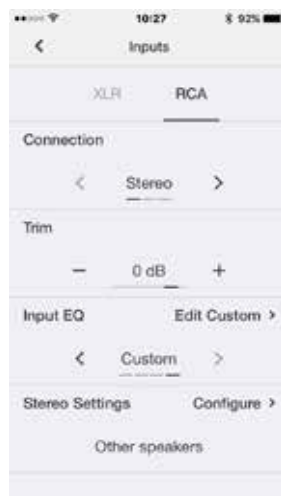 10:27 92%
Inputs
XLR RCA
Connection
< Stereo >
Trim
− 0 dB +
Input EQ Edit Custom >
< Custom >
Stereo Settings Configure >
Other speakers